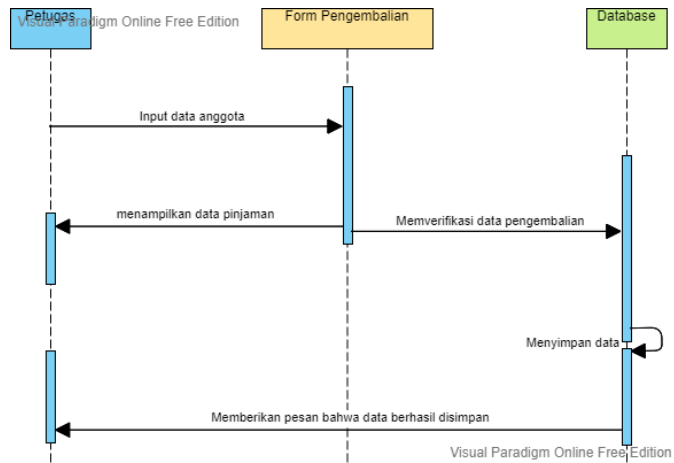 Petugas
Visual Paradigm Online Free Edition
Form Pengembalian
Database
Input data anggota
menampilkan data pinjaman
Memverifikasi data pengembalian
Menyimpan data
Memberikan pesan bahwa data berhasil disimpan
Visual Paradigm Online Free Edition